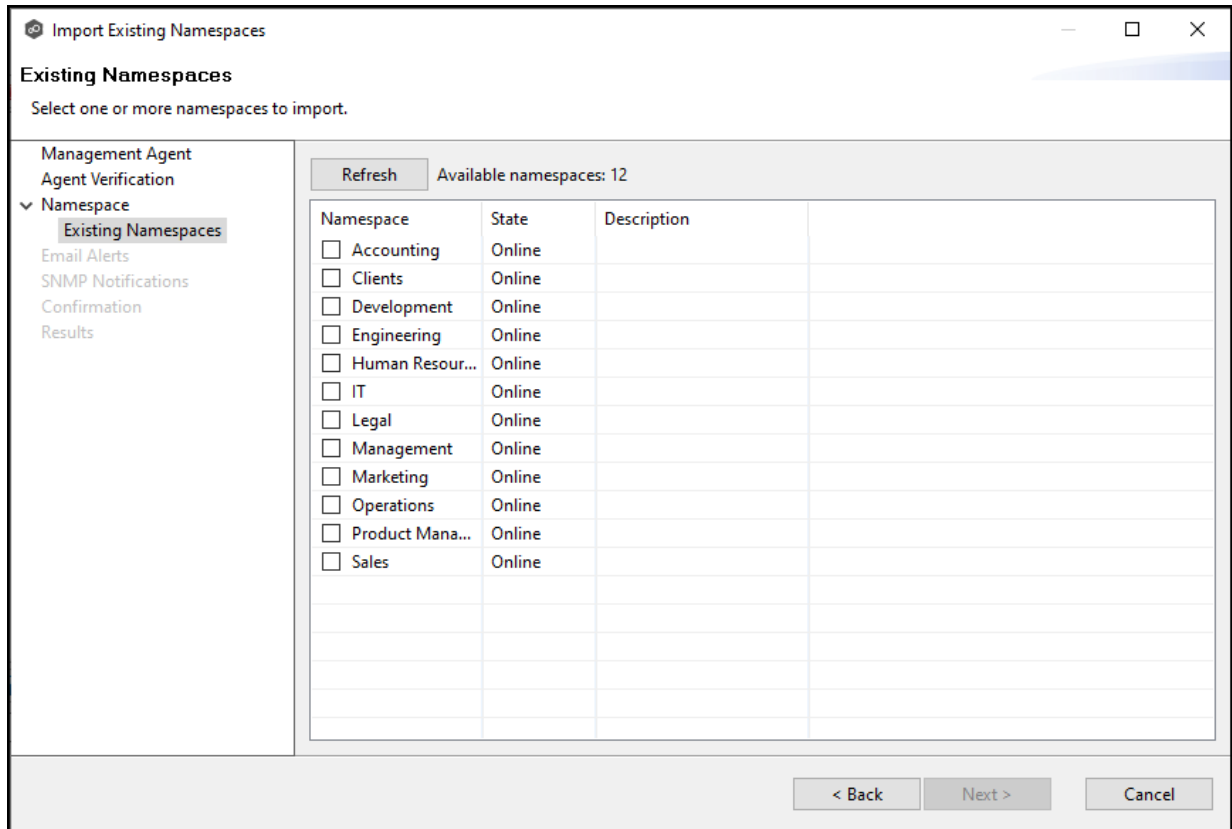 Import Existing Namespaces
Existing Namespaces
Select one or more namespaces to import.
Management Agent
Agent Verification
Namespace
Existing Namespaces
Email Alerts
SNMP Notifications
Confirmation
Results
Refresh Available namespaces: 12
Namespace State Description
Accounting Online
Clients Online
Development Online
Engineering Online
Human Resour... Online
IT Online
Legal Online
Management Online
Marketing Online
Operations Online
Product Mana... Online
Sales Online
< Back Next > Cancel